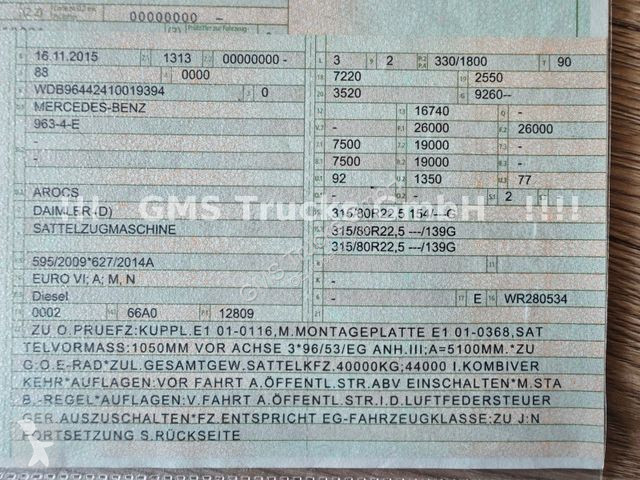 00000000 -
16.11.2015 1313 00000000 - 3 2 330/1800 90
88 0000 7220 2550
WDB96442410019394 0 3520 9260--
MERCEDES-BENZ 16740 -
963-4-E - 26000 26000
- 7500 19000 -
- 7500 19000 -
92 1350 77
AROCS - - 2 -
!!!! GMS Trucks GmbH !!!!
DAIMLER (D) 315/80R22,5 154/---G
SATTELZUGMASCHINE 315/80R22,5 ---/139G
315/80R22,5 ---/139G
595/2009*627/2014A -
EURO VI; A; M, N -
Diesel - E WR280534
0002 66A0 12809
ZU O.PRUEFZ:KUPPL.E1 01-0116,M.MONTAGEPLATTE E1 01-0368,SAT
TELVORMASS:1050MM VOR ACHSE 3*96/53/EG ANH.III;A=5100MM.*ZU
G:O.E-RAD*ZUL.GESAMTGEW.SATTELKFZ.40000KG;44000 I.KOMBIVER
KEHR*AUFLAGEN:VOR FAHRT A.ÖFFENTL.STR.ABV EINSCHALTEN*M.STA
B.-REGEL*AUFLAGEN:V.FAHRT A.ÖFFENTL.STR.I.D.LUFTFEDERSTEUER
GER.AUSZUSCHALTEN*FZ.ENTSPRICHT EG-FAHRZEUGKLASSE:ZU J:N
FORTSETZUNG S.RÜCKSEITE